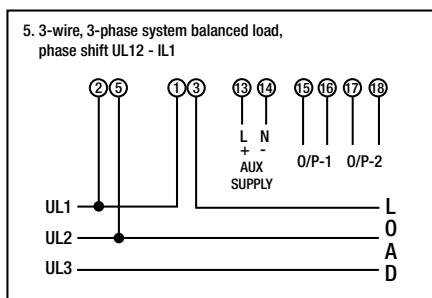 5. 3-wire, 3-phase system balanced load,
phase shift UL12 - IL1
2 5 1 3 13 14 15 16 17 18
L N
+ -
AUX
SUPPLY
O/P-1 O/P-2
UL1
UL2
UL3
L
O
A
D